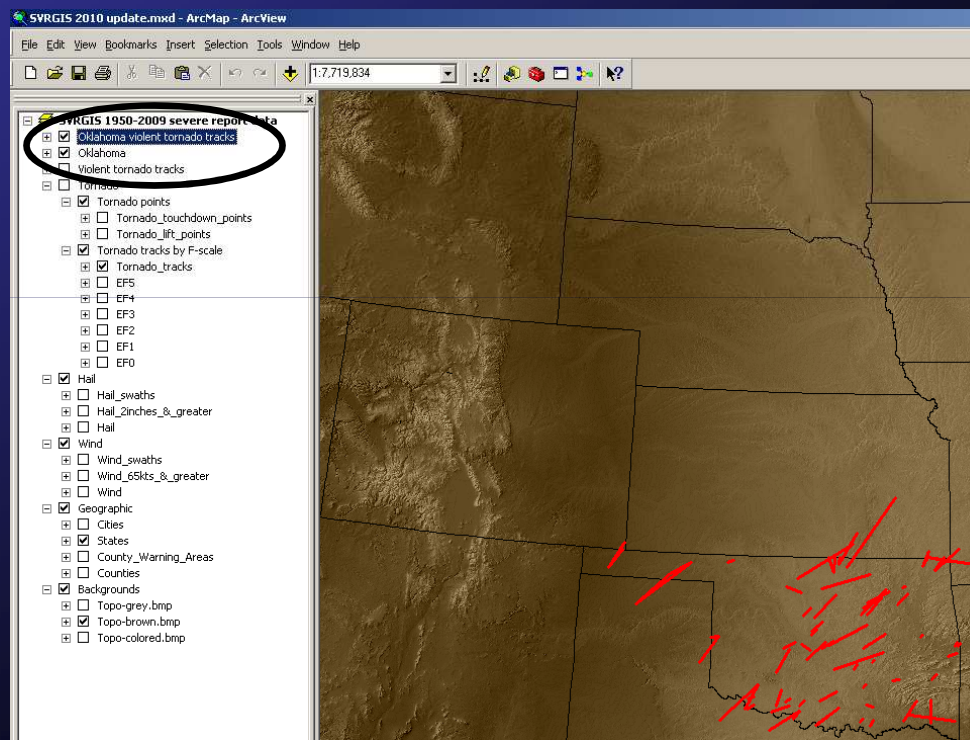 SVRGIS 2010 update.mxd - ArcMap - ArcView
File Edit View Bookmarks Insert Selection Tools Window Help
1:7,719,834
SVRGIS 1950-2009 severe report data
Oklahoma violent tornado tracks
Oklahoma
Violent tornado tracks
Tornado
Tornado points
Tornado_touchdown_points
Tornado_lift_points
Tornado tracks by F-scale
Tornado_tracks
EF5
EF4
EF3
EF2
EF1
EF0
Hail
Hail_swaths
Hail_2inches_&_greater
Hail
Wind
Wind_swaths
Wind_65kts_&_greater
Wind
Geographic
Cities
States
County_Warning_Areas
Counties
Backgrounds
Topo-grey.bmp
Topo-brown.bmp
Topo-colored.bmp